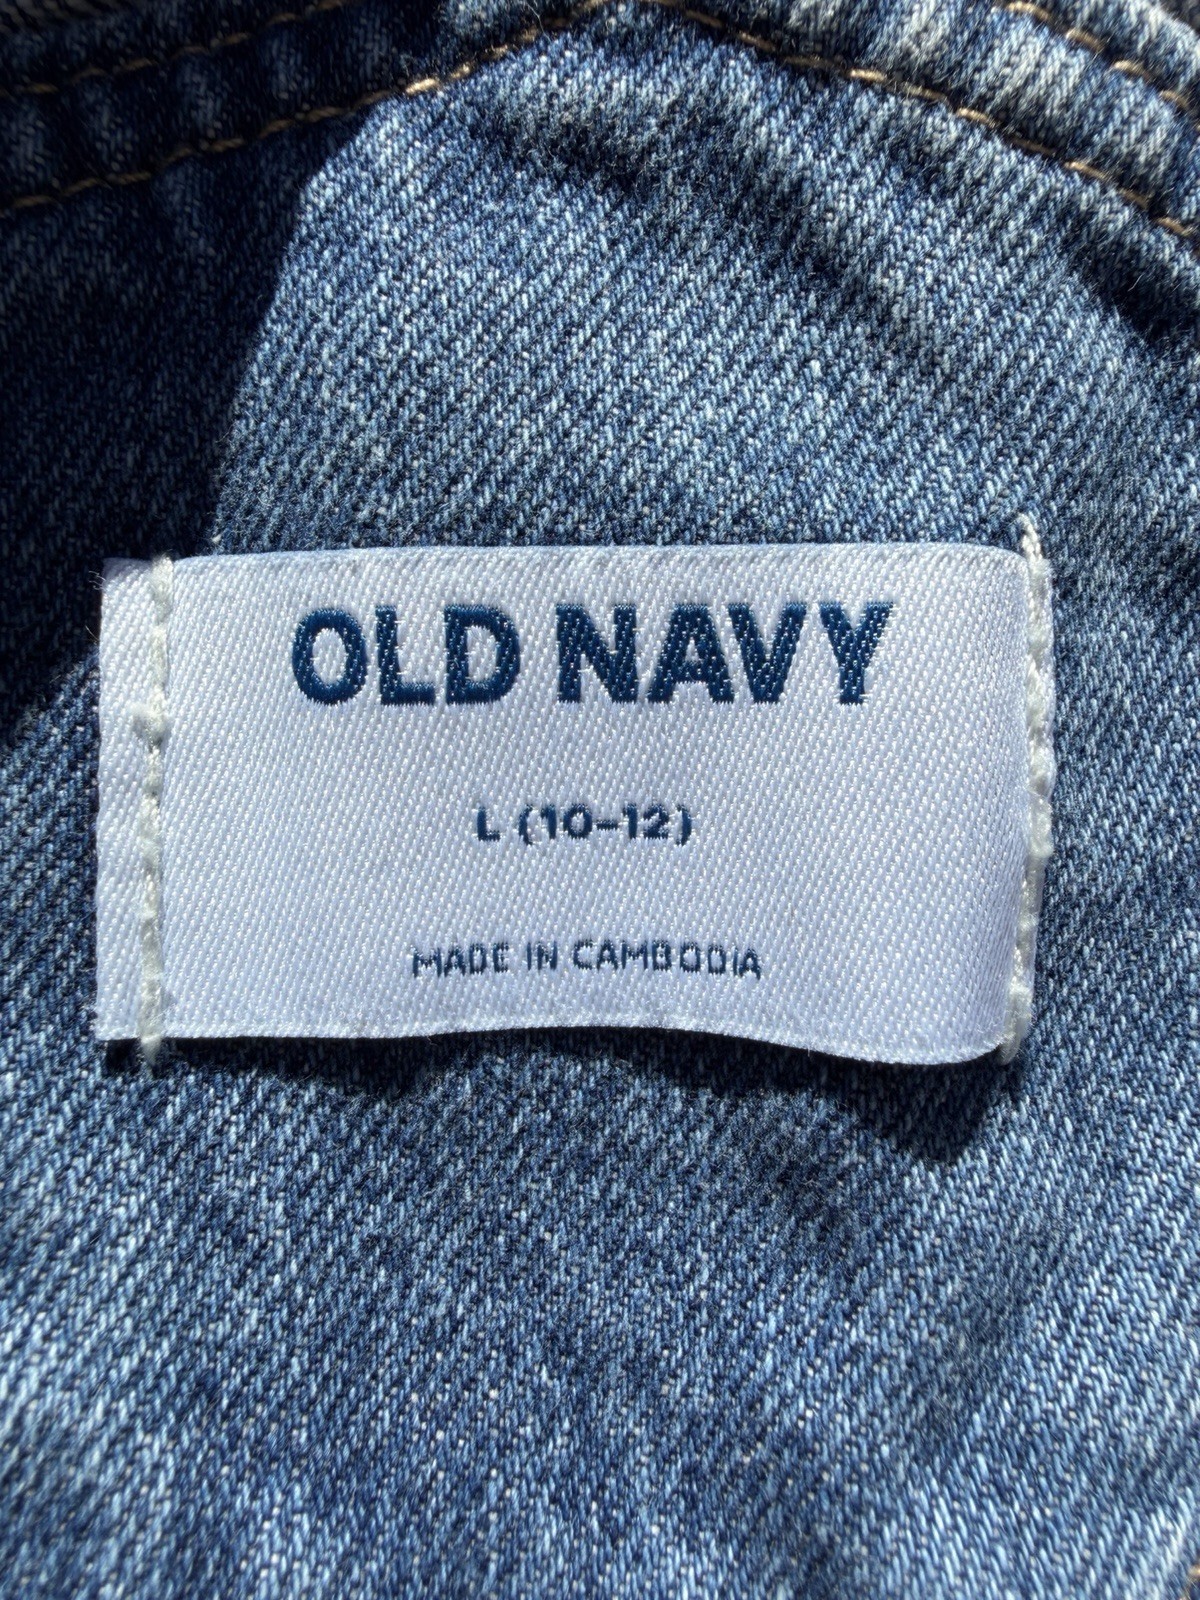 OLD NAVY
L (10-12)
MADE IN CAMBODIA